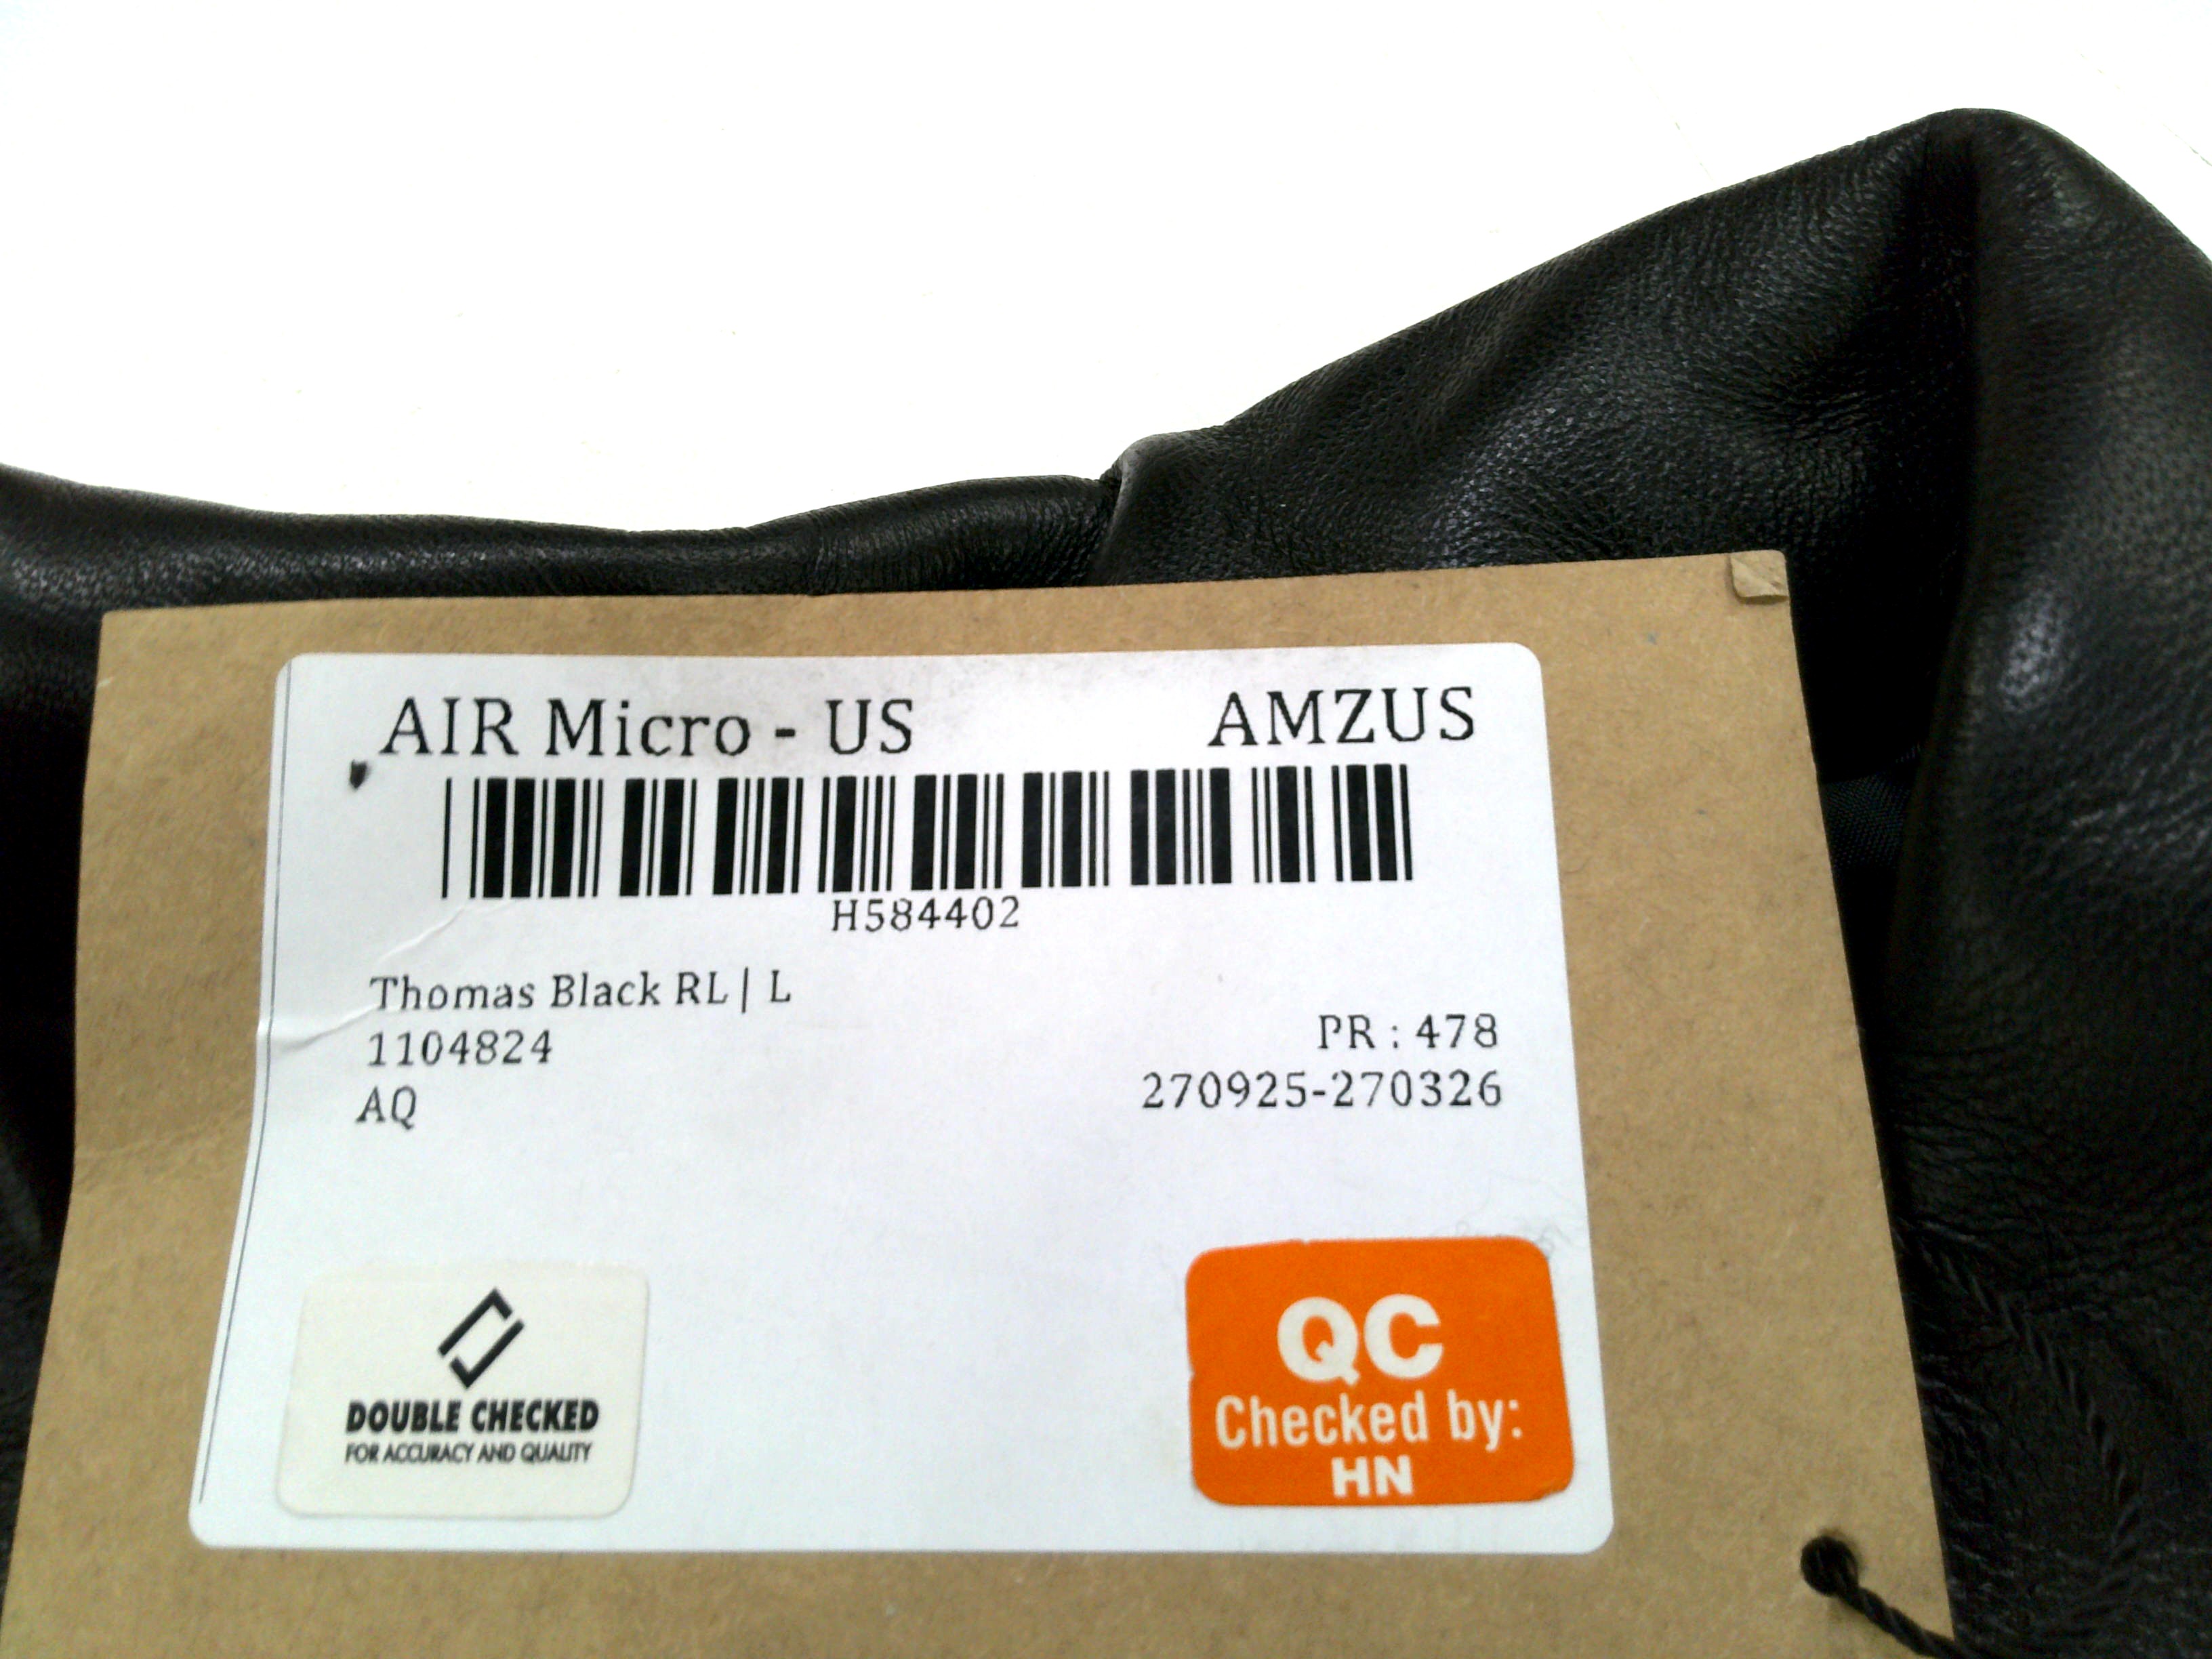 AIR Micro - US
AMZUS
H584402
Thomas Black RL | L
1104824
AQ
PR : 478
270925-270326
DOUBLE CHECKED
FOR ACCURACY AND QUALITY
QC
Checked by:
HN